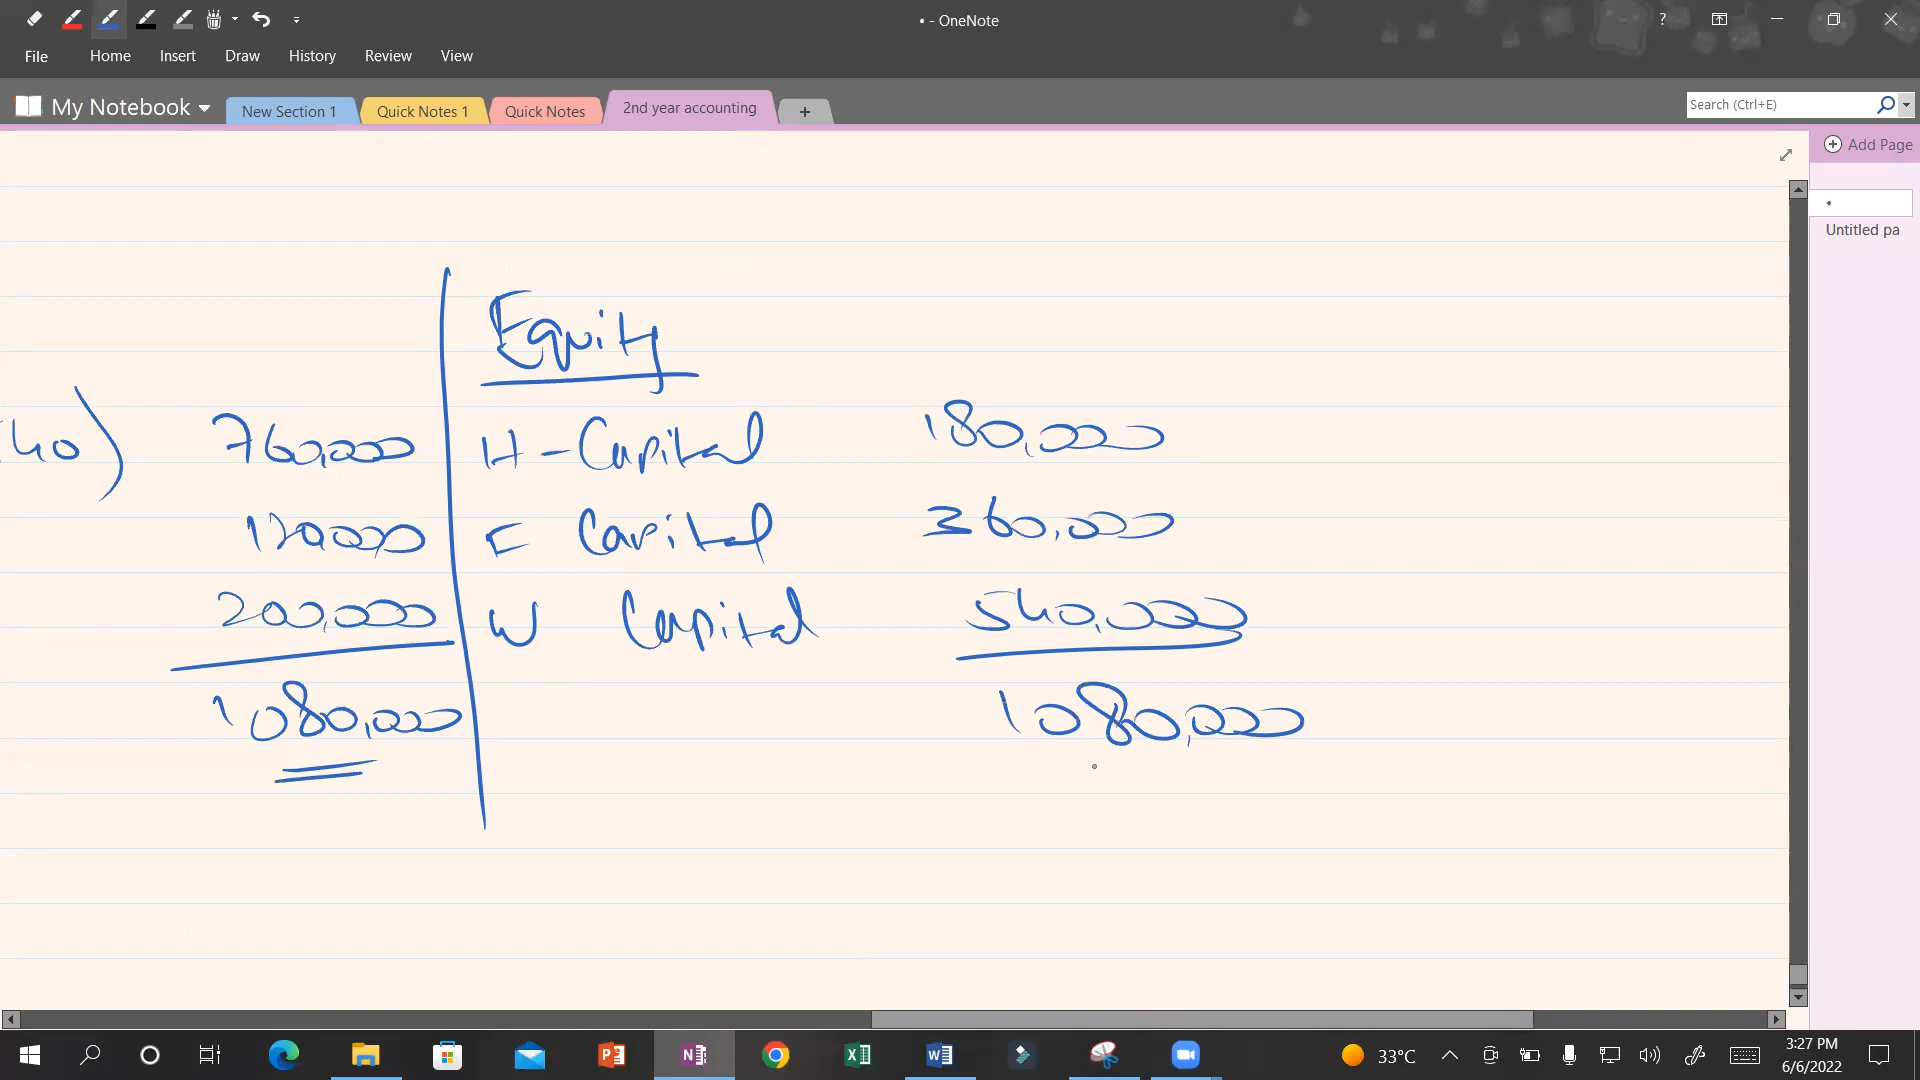 • - OneNote
?
File Home Insert Draw History Review View
My Notebook New Section 1 Quick Notes 1 Quick Notes 2nd year accounting +
Search (Ctrl+E)
Add Page
•
Untitled pa
Equity
40) 760,000 H - Capital 180,000
120,000 F Capital 360,000
200,000 W Capital 540,000
1080,000 1080,000
33°C
3:27 PM
6/6/2022